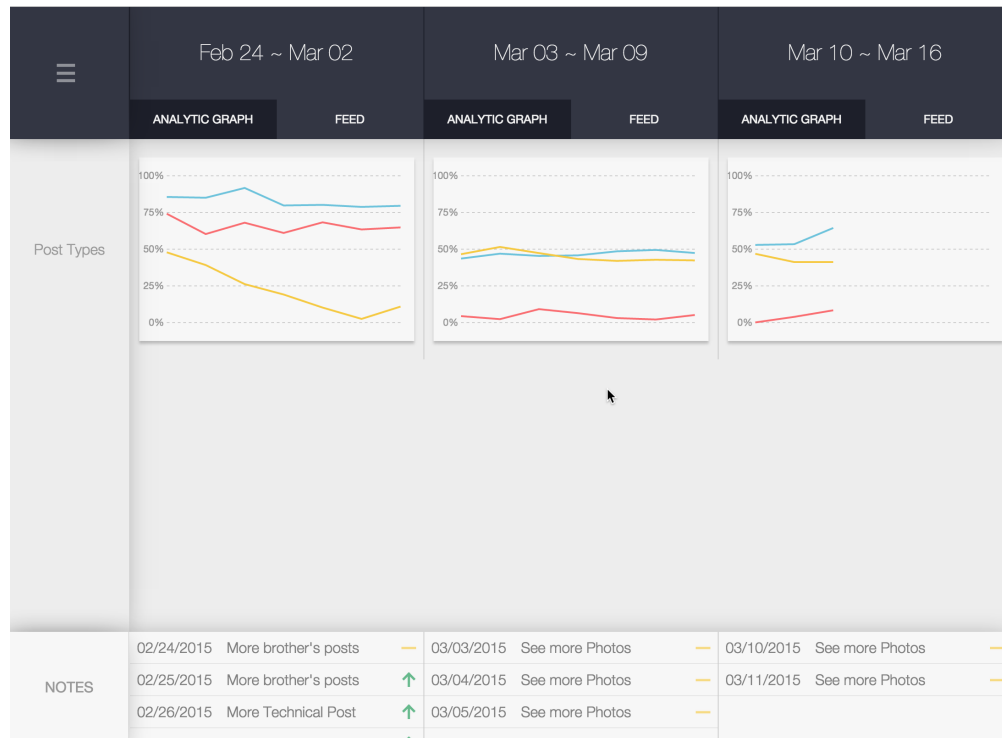 Feb 24 ~ Mar 02
Mar 03 ~ Mar 09
Mar 10 ~ Mar 16
ANALYTIC GRAPH
FEED
ANALYTIC GRAPH
FEED
ANALYTIC GRAPH
FEED
Post Types
100%
75%
50%
25%
0%
100%
75%
50%
25%
0%
100%
75%
50%
25%
0%
NOTES
02/24/2015 More brother's posts
02/25/2015 More brother's posts
02/26/2015 More Technical Post
03/03/2015 See more Photos
03/04/2015 See more Photos
03/05/2015 See more Photos
03/10/2015 See more Photos
03/11/2015 See more Photos